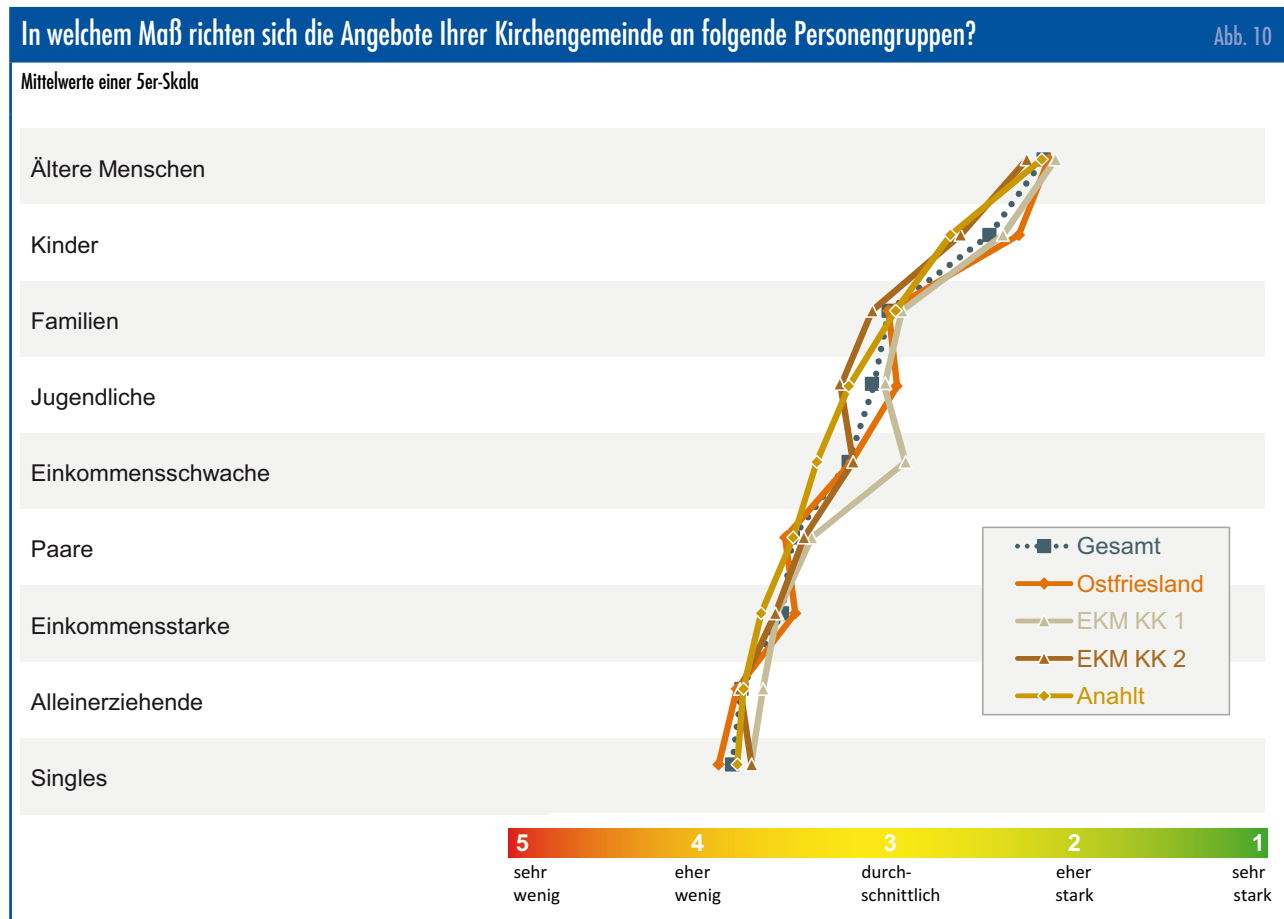 In welchem Maß richten sich die Angebote Ihrer Kirchengemeinde an folgende Personengruppen? Abb. 10
Mittelwerte einer 5er-Skala
Ältere Menschen
Kinder
Familien
Jugendliche
Einkommensschwache
Paare
Einkommensstarke
Alleinerziehende
Singles
Gesamt
Ostfriesland
EKM KK 1
EKM KK 2
Anahlt
5 4 3 2 1
sehr eher durch- eher sehr
wenig wenig schnittlich stark stark